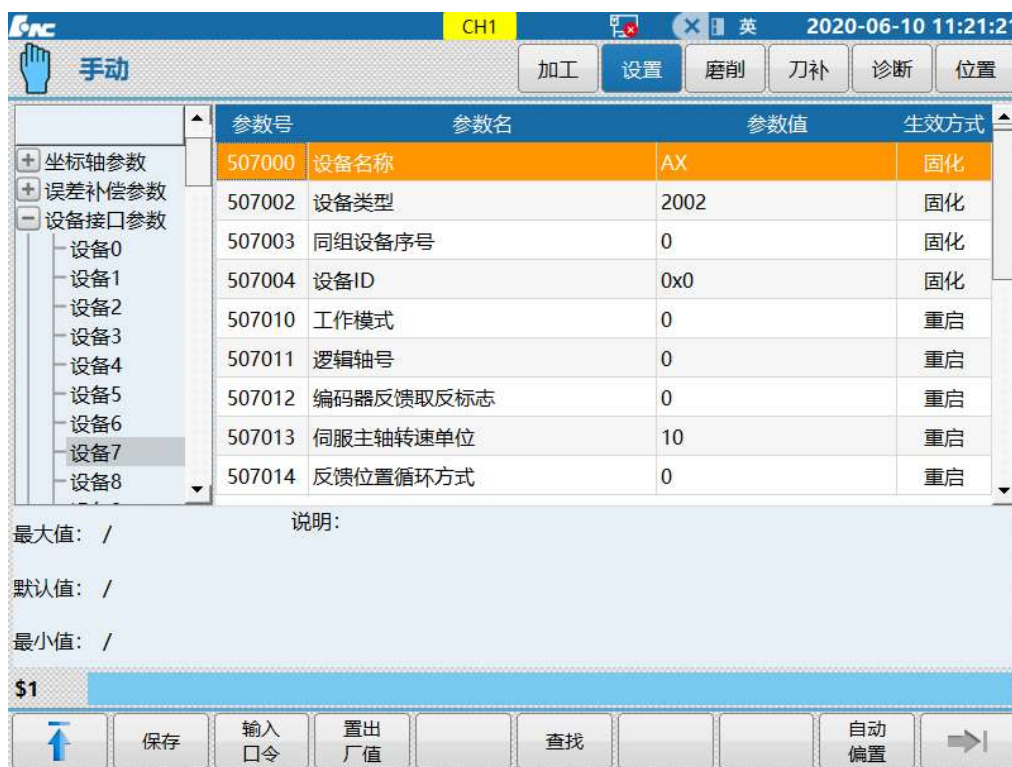 CNC CH1 英 2020-06-10 11:21:21
手动 加工 设置 磨削 刀补 诊断 位置
参数号 参数名 参数值 生效方式
坐标轴参数
误差补偿参数
设备接口参数
设备0
设备1
设备2
设备3
设备4
设备5
设备6
设备7
设备8
507000 设备名称 AX 固化
507002 设备类型 2002 固化
507003 同组设备序号 0 固化
507004 设备ID 0x0 固化
507010 工作模式 0 重启
507011 逻辑轴号 0 重启
507012 编码器反馈取反标志 0 重启
507013 伺服主轴转速单位 10 重启
507014 反馈位置循环方式 0 重启
最大值: /
说明:
默认值: /
最小值: /
$1
保存
输入
口令
置出
厂值
查找
自动
偏置